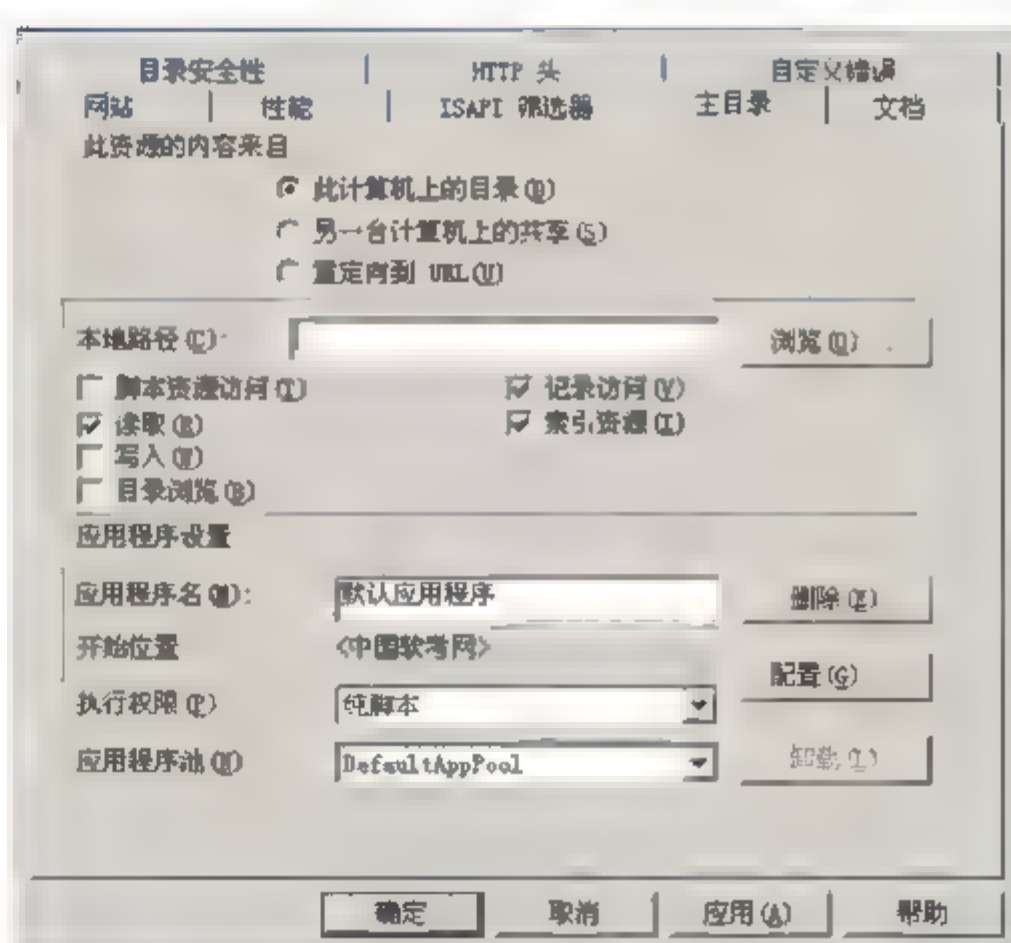 目录安全性 HTTP 头 自定义错误
网站 性能 ISAPI 筛选器 主目录 文档
此资源的内容来自
此计算机上的目录(D)
另一台计算机上的共享(S)
重定向到 URL(U)
本地路径(C): 浏览(O)
脚本资源访问(T) 记录访问(V)
读取(R) 索引资源(I)
写入(W)
目录浏览(B)
应用程序设置
应用程序名(M): 默认应用程序 删除(E)
开始位置 <中国软考网>
配置(G)
执行权限(P) 纯脚本
应用程序池(N) DefaultAppPool 卸载(L)
确定 取消 应用(A) 帮助